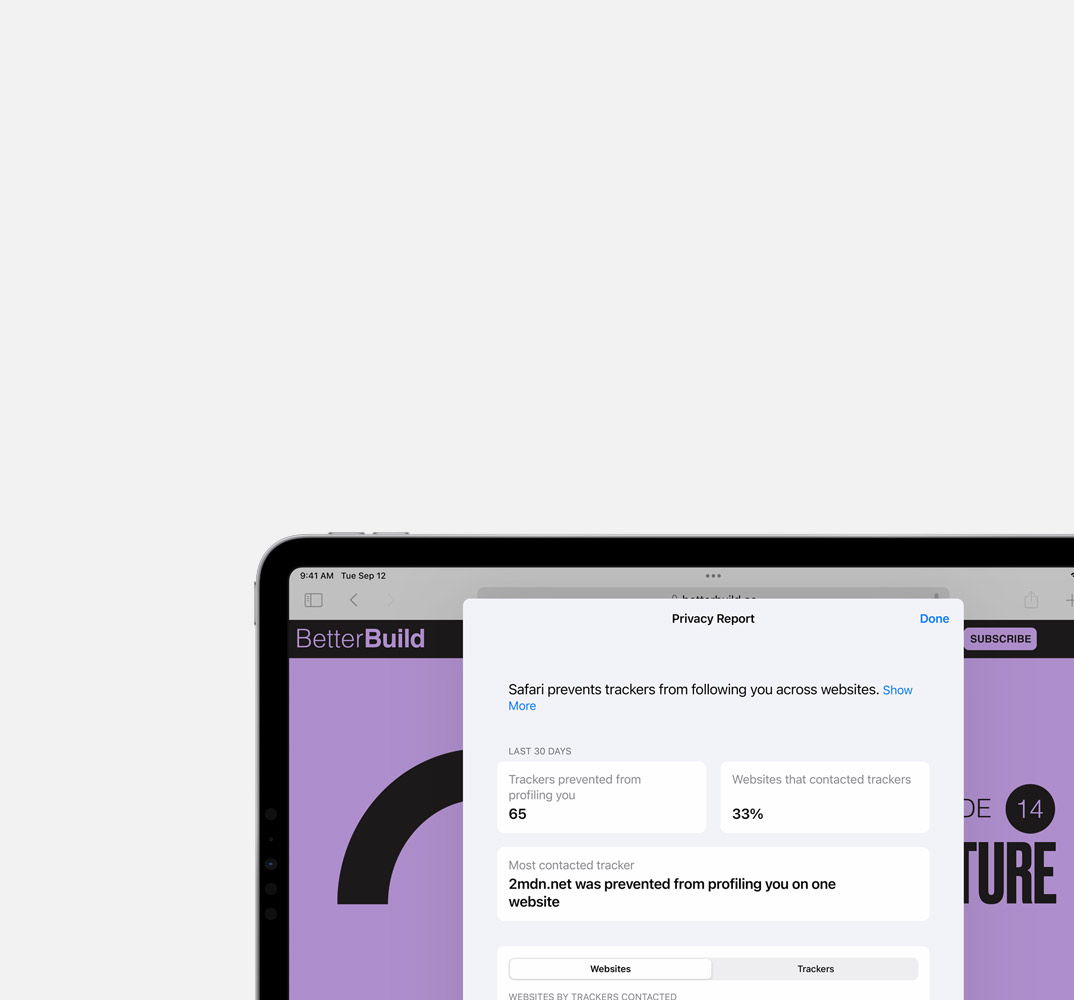 9:41 AM Tue Sep 12
BetterBuild
SUBSCRIBE
Privacy Report
Done
Safari prevents trackers from following you across websites. Show
More
LAST 30 DAYS
Trackers prevented from
profiling you
65
Websites that contacted trackers
33%
Most contacted tracker
2mdn.net was prevented from profiling you on one
website
Websites
Trackers
WEBSITES BY TRACKERS CONTACTED
DE 14
TURE